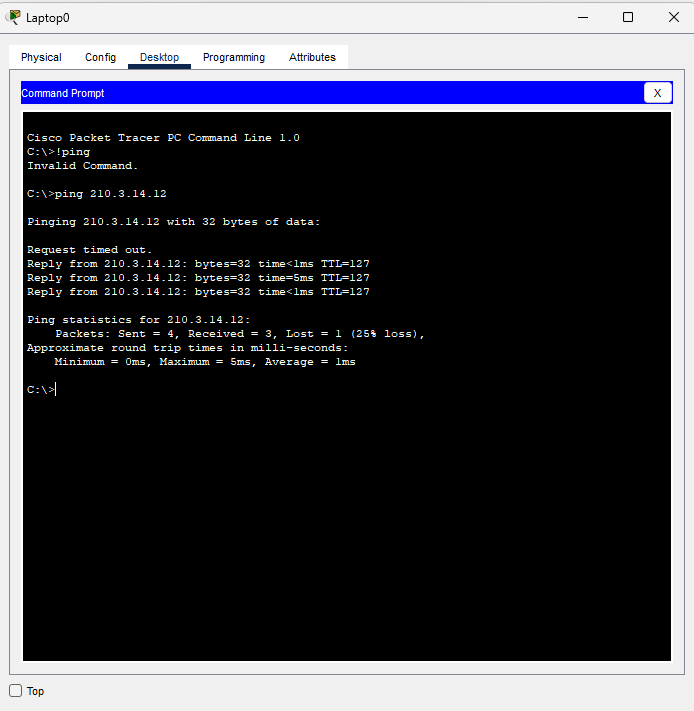 Laptop0
Physical Config Desktop Programming Attributes
Command Prompt X
Cisco Packet Tracer PC Command Line 1.0
C:\>!ping
Invalid Command.
C:\>ping 210.3.14.12
Pinging 210.3.14.12 with 32 bytes of data:
Request timed out.
Reply from 210.3.14.12: bytes=32 time<1ms TTL=127
Reply from 210.3.14.12: bytes=32 time=5ms TTL=127
Reply from 210.3.14.12: bytes=32 time<1ms TTL=127
Ping statistics for 210.3.14.12:
Packets: Sent = 4, Received = 3, Lost = 1 (25% loss),
Approximate round trip times in milli-seconds:
Minimum = 0ms, Maximum = 5ms, Average = 1ms
C:\>
Top